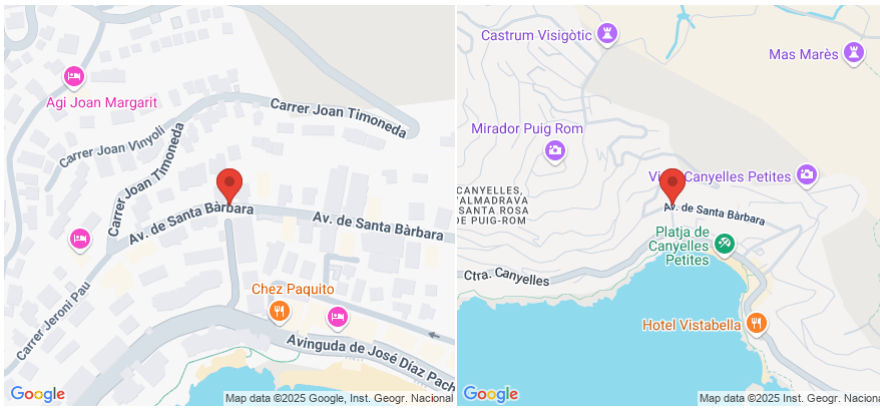 Agi Joan Margarit
Carrer Joan Timoneda
Carrer Joan Vinyoli
Carrer Joan Timoneda
Av. de Santa Bàrbara
Av. de Santa Bàrbara
Carrer Jeroni Pau
Chez Paquito
Avinguda de José Díaz Pach
Google
Map data ©2025 Google, Inst. Geogr. Nacional
Castrum Visigòtic
Mas Marès
Mirador Puig Rom
Canyelles Petites
CANYELLES,
'ALMADRAVA
SANTA ROSA
DE PUIG-ROM
Av. de Santa Bàrbara
Platja de
Canyelles
Petites
Ctra. Canyelles
Hotel Vistabella
Google
Map data ©2025 Inst. Geogr. Nacional